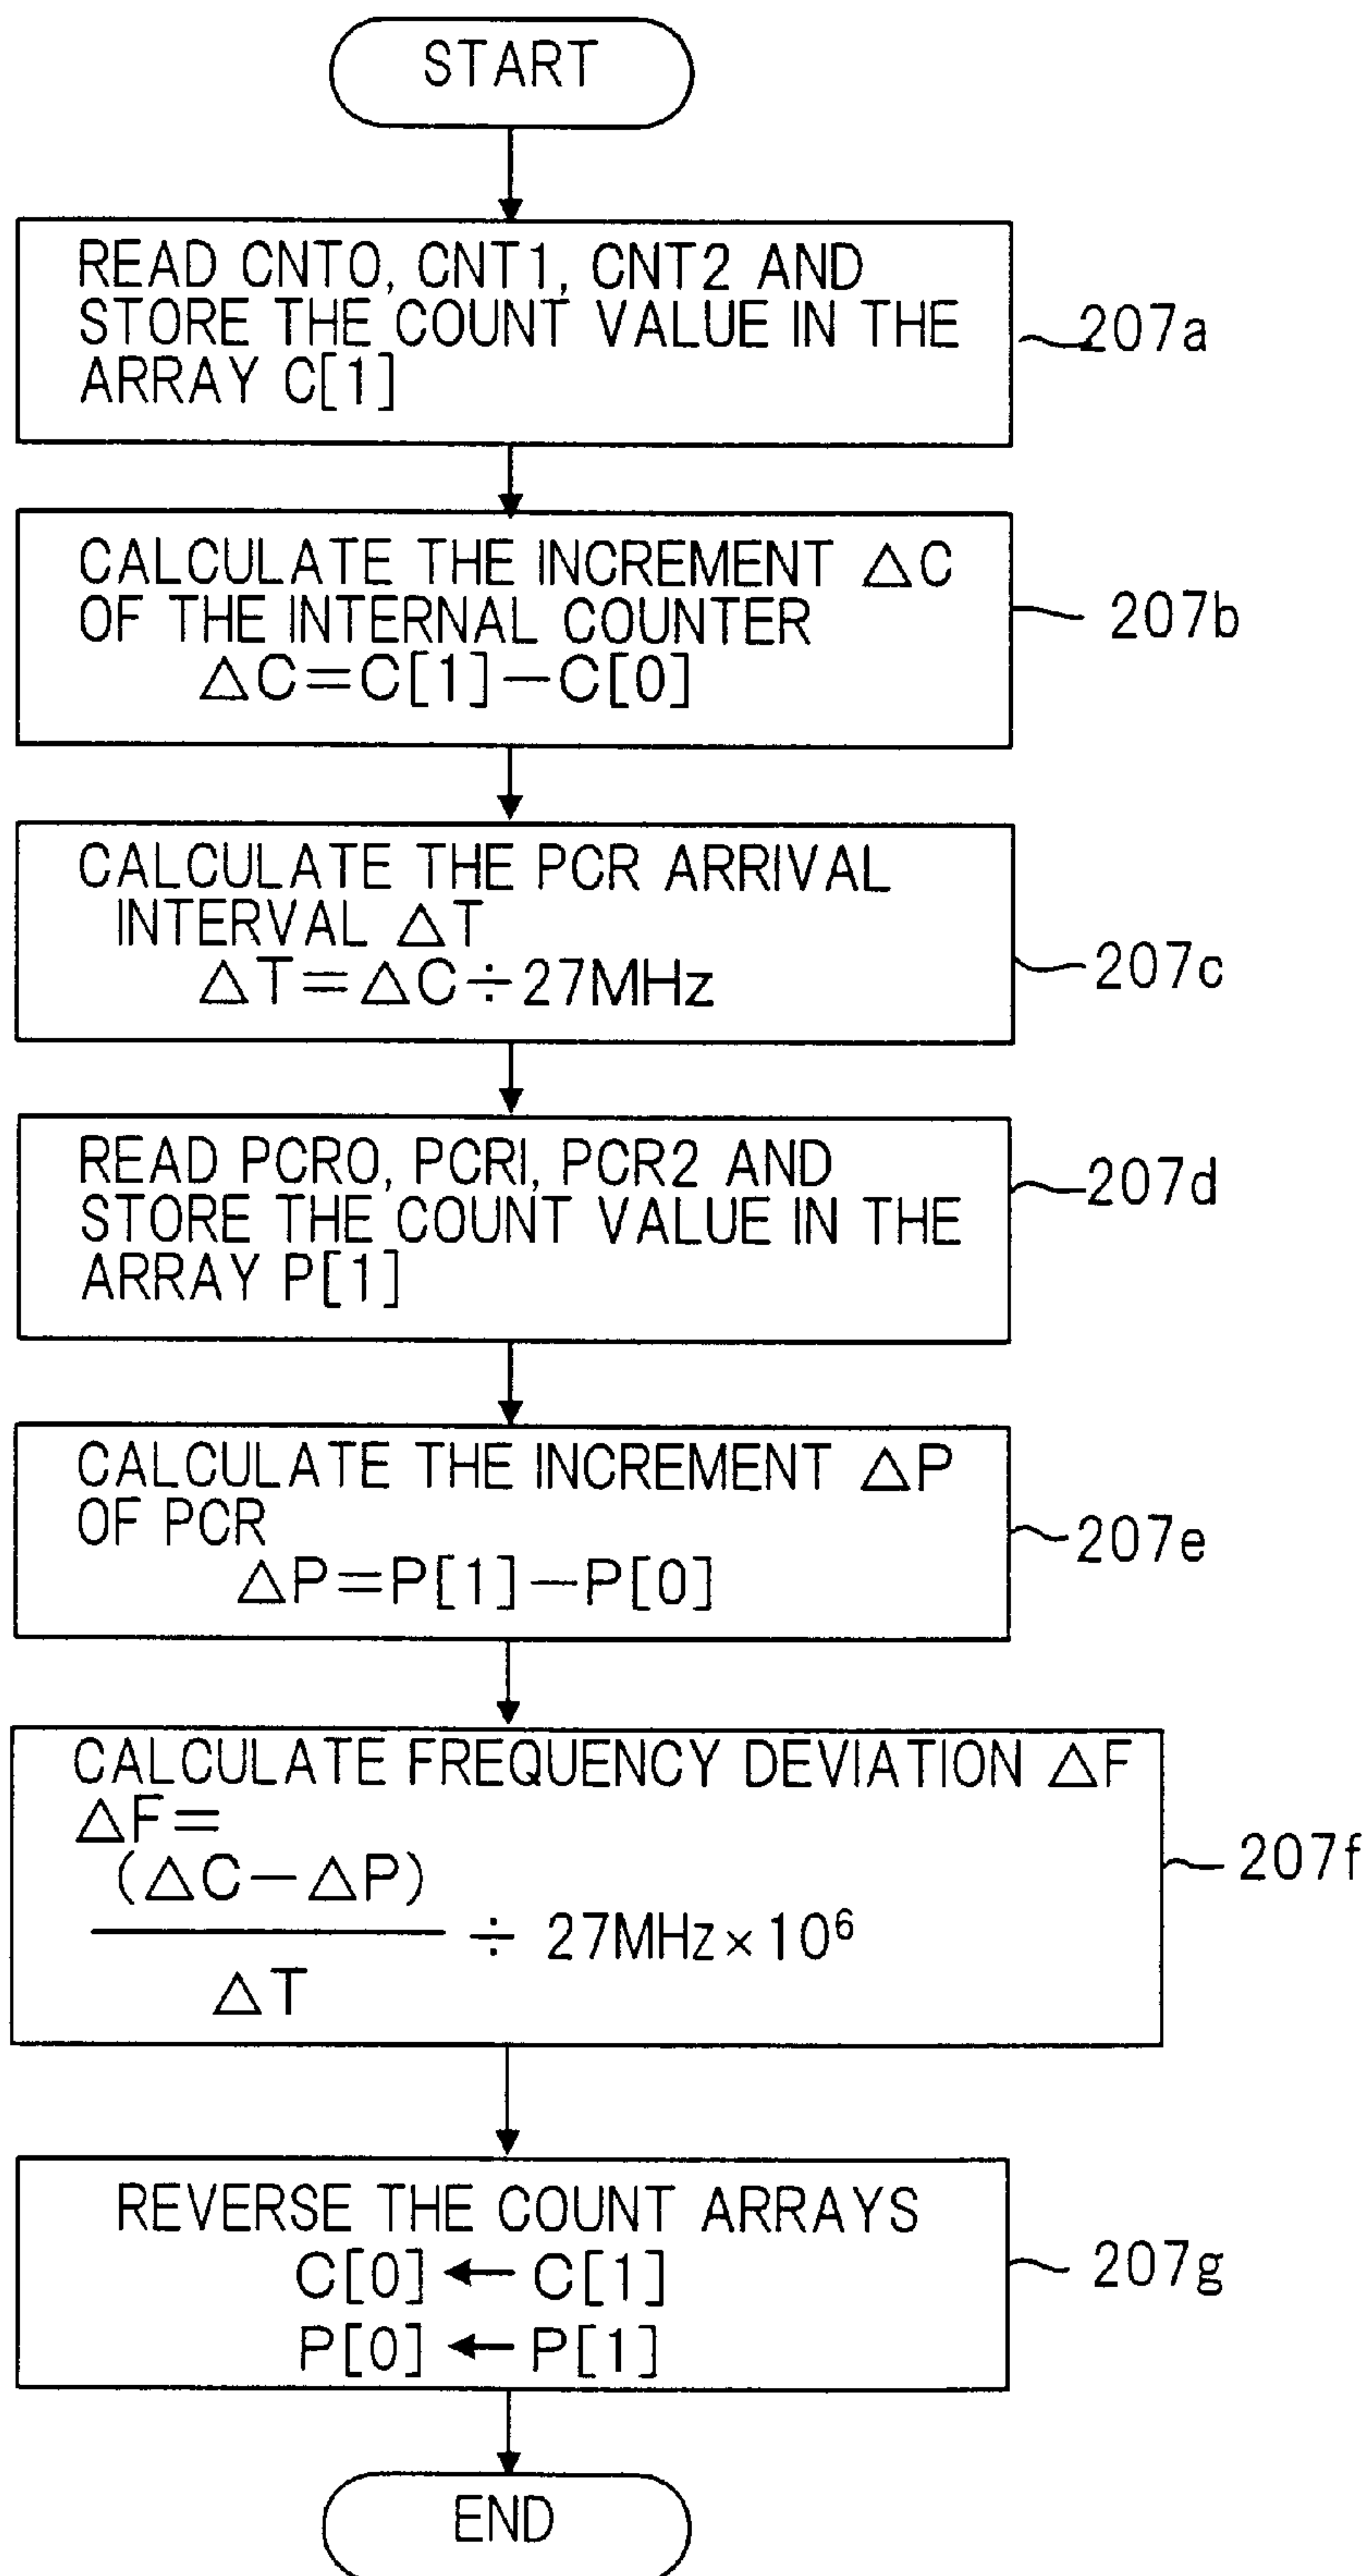 START
READ CNT0, CNT1, CNT2 AND
STORE THE COUNT VALUE IN THE
ARRAY C[1]
207a
CALCULATE THE INCREMENT △C
OF THE INTERNAL COUNTER
△C=C[1]−C[0]
207b
CALCULATE THE PCR ARRIVAL
INTERVAL △T
△T=△C÷27MHz
207c
READ PCR0, PCRI, PCR2 AND
STORE THE COUNT VALUE IN THE
ARRAY P[1]
207d
CALCULATE THE INCREMENT △P
OF PCR
△P=P[1]−P[0]
207e
CALCULATE FREQUENCY DEVIATION △F
△F=
(△C−△P)
÷ 27MHz×10⁶
△T
207f
REVERSE THE COUNT ARRAYS
C[0] ← C[1]
P[0] ← P[1]
207g
END